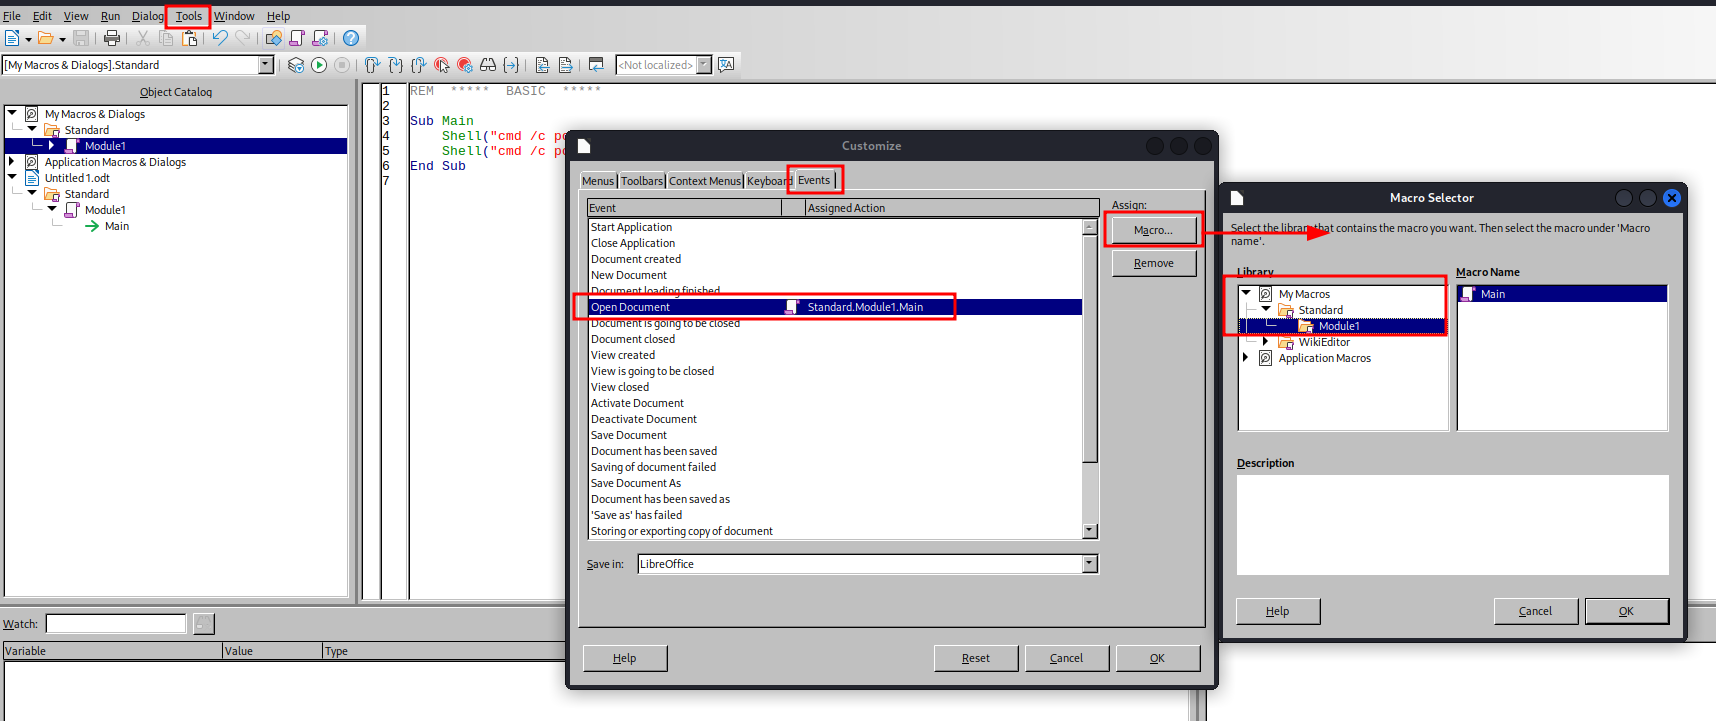 File Edit View Run Dialog Tools Window Help
[My Macros & Dialogs].Standard
<Not localized>
Object Catalog
My Macros & Dialogs
Standard
Module1
Application Macros & Dialogs
Untitled1.odt
Standard
Module1
Main
1 REM ***** BASIC *****
2
3 Sub Main
4 Shell("cmd /c
5 Shell("cmd /c
6 End Sub
7
Customize
Menus Toolbars Context Menus Keyboard Events
Event Assigned Action
Start Application
Close Application
Document created
New Document
Document loading finished
Open Document Standard.Module1.Main
Document is going to be closed
Document closed
View created
View is going to be closed
View closed
Activate Document
Deactivate Document
Save Document
Document has been saved
Saving of document failed
Save Document As
Document has been saved as
'Save as' has failed
Storing or exporting copy of document
Assign:
Macro...
Remove
Save in: LibreOffice
Help Reset Cancel OK
Macro Selector
Select the library that contains the macro you want. Then select the macro under 'Macro
name'.
Library
My Macros
Standard
Module1
WikiEditor
Application Macros
Macro Name
Main
Description
Help Cancel OK
Watch:
Variable Value Type